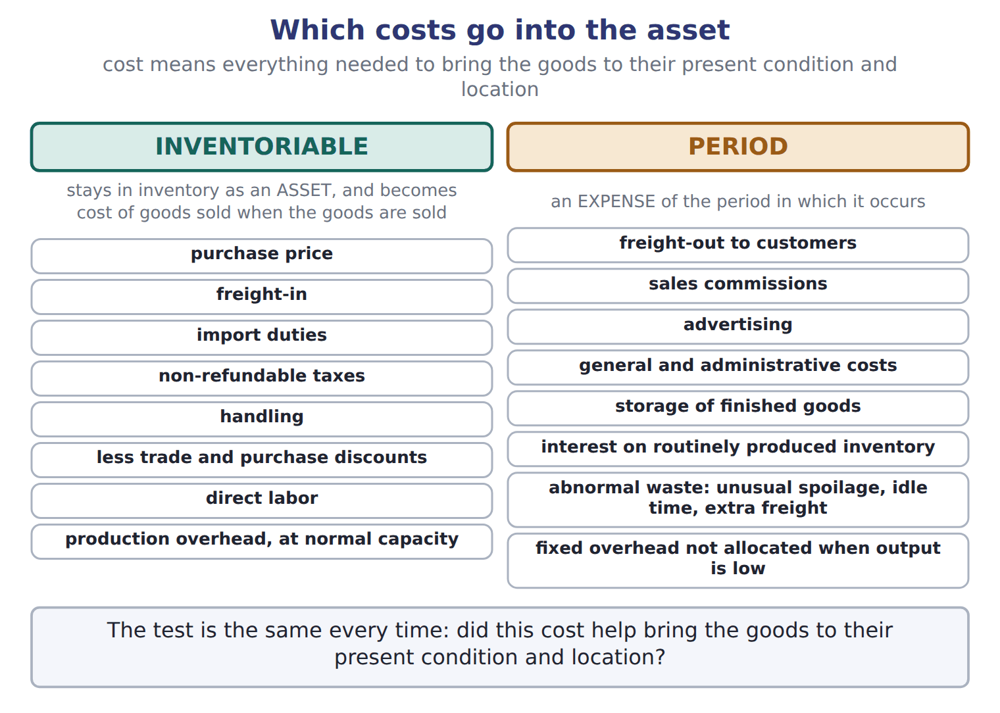 Which costs go into the asset
cost means everything needed to bring the goods to their present condition and
location
INVENTORIABLE
stays in inventory as an ASSET, and becomes
cost of goods sold when the goods are sold
purchase price
freight-in
import duties
non-refundable taxes
handling
less trade and purchase discounts
direct labor
production overhead, at normal capacity
PERIOD
an EXPENSE of the period in which it occurs
freight-out to customers
sales commissions
advertising
general and administrative costs
storage of finished goods
interest on routinely produced inventory
abnormal waste: unusual spoilage, idle
time, extra freight
fixed overhead not allocated when output
is low
The test is the same every time: did this cost help bring the goods to their
present condition and location?